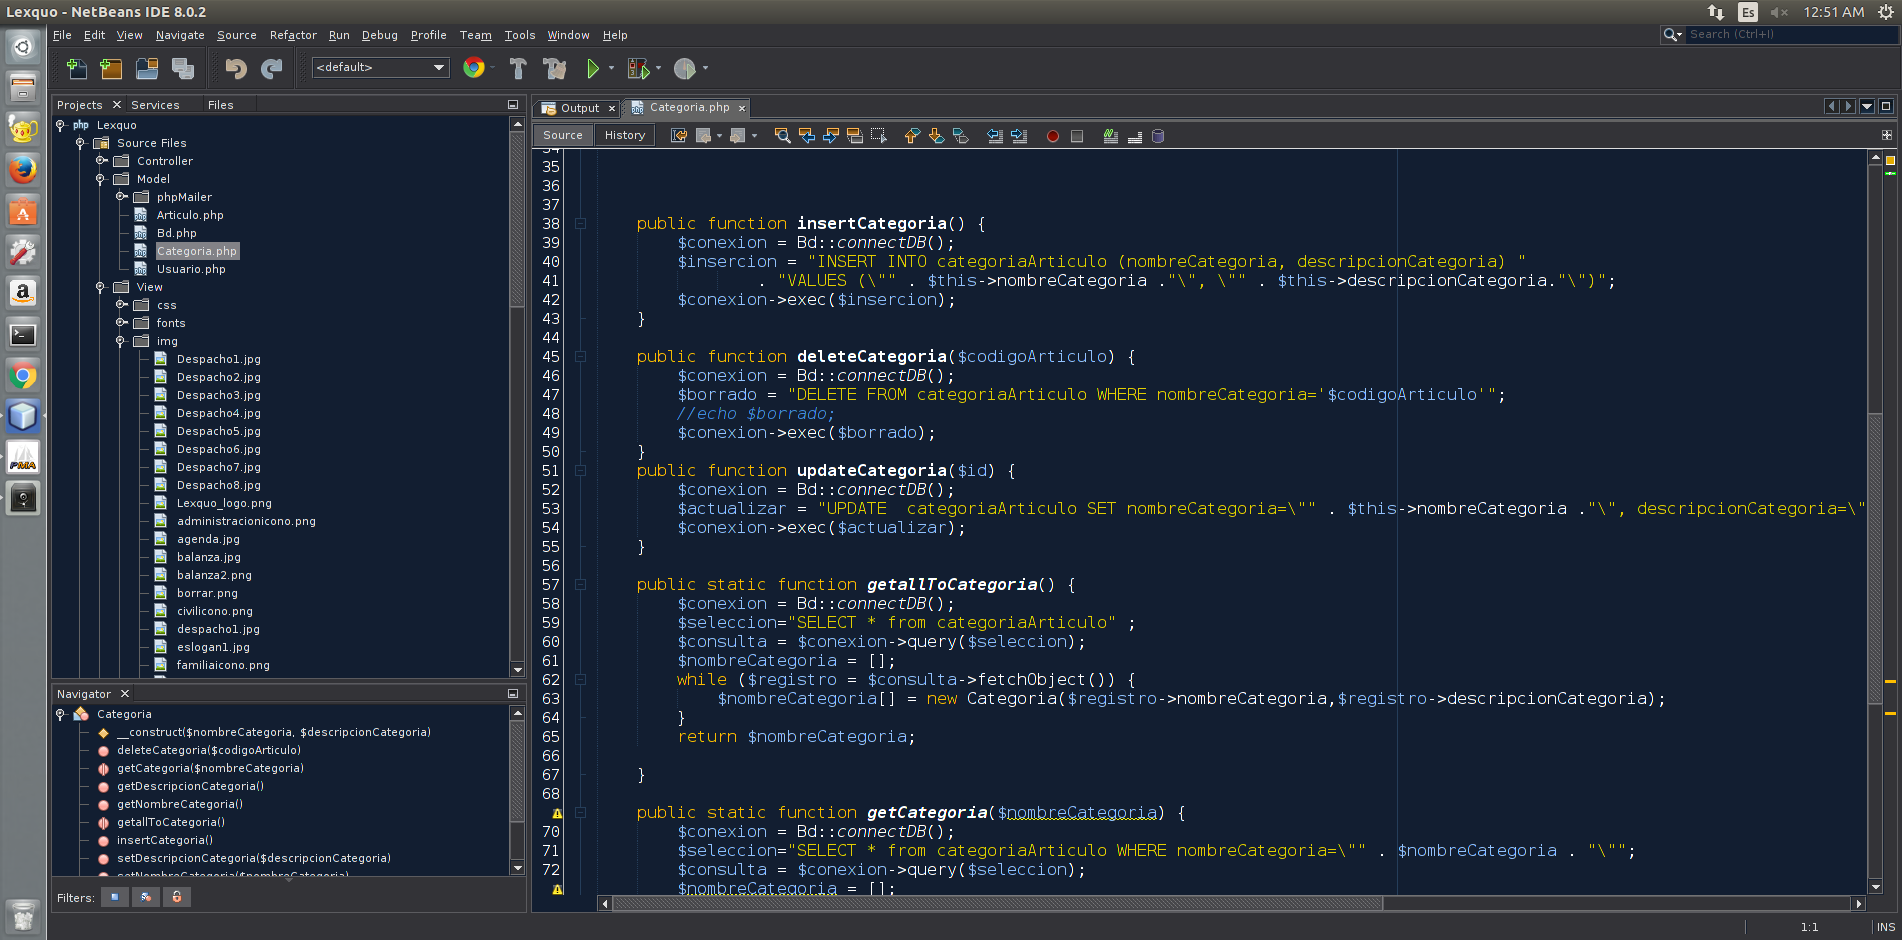 Lexquo - NetBeans IDE 8.0.2
Es
12:51 AM
File Edit View Navigate Source Refactor Run Debug Profile Team Tools Window Help
Search (Ctrl+I)
<default>
Projects Services Files
php Lexquo
Source Files
Controller
Model
phpMailer
Articulo.php
Bd.php
Categoria.php
Usuario.php
View
css
fonts
img
Despacho1.jpg
Despacho2.jpg
Despacho3.jpg
Despacho4.jpg
Despacho5.jpg
Despacho6.jpg
Despacho7.jpg
Despacho8.jpg
Lexquo_logo.png
administracionicono.png
agenda.jpg
balanza.jpg
balanza2.png
borrar.png
civilicono.png
despacho1.jpg
eslogan1.jpg
familiaicono.png
PMA
Navigator
Categoria
__construct($nombreCategoria, $descripcionCategoria)
deleteCategoria($codigoArticulo)
getCategoria($nombreCategoria)
getDescripcionCategoria()
getNombreCategoria()
getallToCategoria()
insertCategoria()
setDescripcionCategoria($descripcionCategoria)
setNombreCategoria($nombreCategoria)
Filters:
Output Categoria.php
Source History
34
35
36
37
38 public function insertCategoria() {
39 $conexion = Bd::connectDB();
40 $insercion = "INSERT INTO categoriaArticulo (nombreCategoria, descripcionCategoria) "
41 . "VALUES (\"" . $this->nombreCategoria ."\", \"" . $this->descripcionCategoria."\")";
42 $conexion->exec($insercion);
43 }
44
45 public function deleteCategoria($codigoArticulo) {
46 $conexion = Bd::connectDB();
47 $borrado = "DELETE FROM categoriaArticulo WHERE nombreCategoria='$codigoArticulo'";
48 //echo $borrado;
49 $conexion->exec($borrado);
50 }
51 public function updateCategoria($id) {
52 $conexion = Bd::connectDB();
53 $actualizar = "UPDATE  categoriaArticulo SET nombreCategoria=\"" . $this->nombreCategoria ."\", descripcionCategoria=\"
54 $conexion->exec($actualizar);
55 }
56
57 public static function getallToCategoria() {
58 $conexion = Bd::connectDB();
59 $seleccion="SELECT * from categoriaArticulo" ;
60 $consulta = $conexion->query($seleccion);
61 $nombreCategoria = [];
62 while ($registro = $consulta->fetchObject()) {
63 $nombreCategoria[] = new Categoria($registro->nombreCategoria,$registro->descripcionCategoria);
64 }
65 return $nombreCategoria;
66
67 }
68
public static function getCategoria($nombreCategoria) {
70 $conexion = Bd::connectDB();
71 $seleccion="SELECT * from categoriaArticulo WHERE nombreCategoria=\"" . $nombreCategoria . "\"";
72 $consulta = $conexion->query($seleccion);
$nombreCategoria = [];
1:1 INS